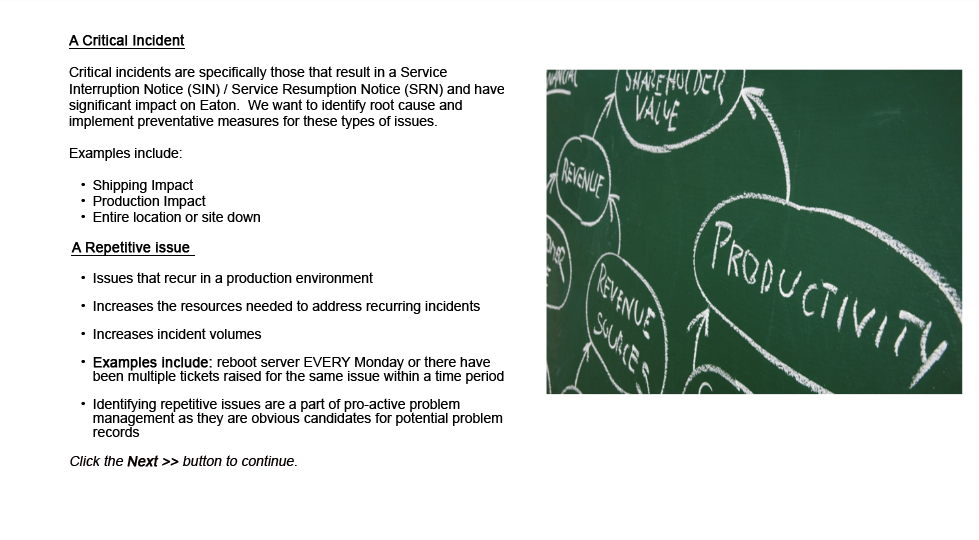 A Critical Incident
Critical incidents are specifically those that result in a Service
Interruption Notice (SIN) / Service Resumption Notice (SRN) and have
significant impact on Eaton.  We want to identify root cause and
implement preventative measures for these types of issues.
Examples include:
• Shipping Impact
• Production Impact
• Entire location or site down
A Repetitive issue
• Issues that recur in a production environment
• Increases the resources needed to address recurring incidents
• Increases incident volumes
• Examples include: reboot server EVERY Monday or there have
been multiple tickets raised for the same issue within a time period
• Identifying repetitive issues are a part of pro-active problem
management as they are obvious candidates for potential problem
records
Click the Next >> button to continue.
SHAREHOLDER
VALUE
REVENUE
REVENUE
SOURCES
PRODUCTIVITY